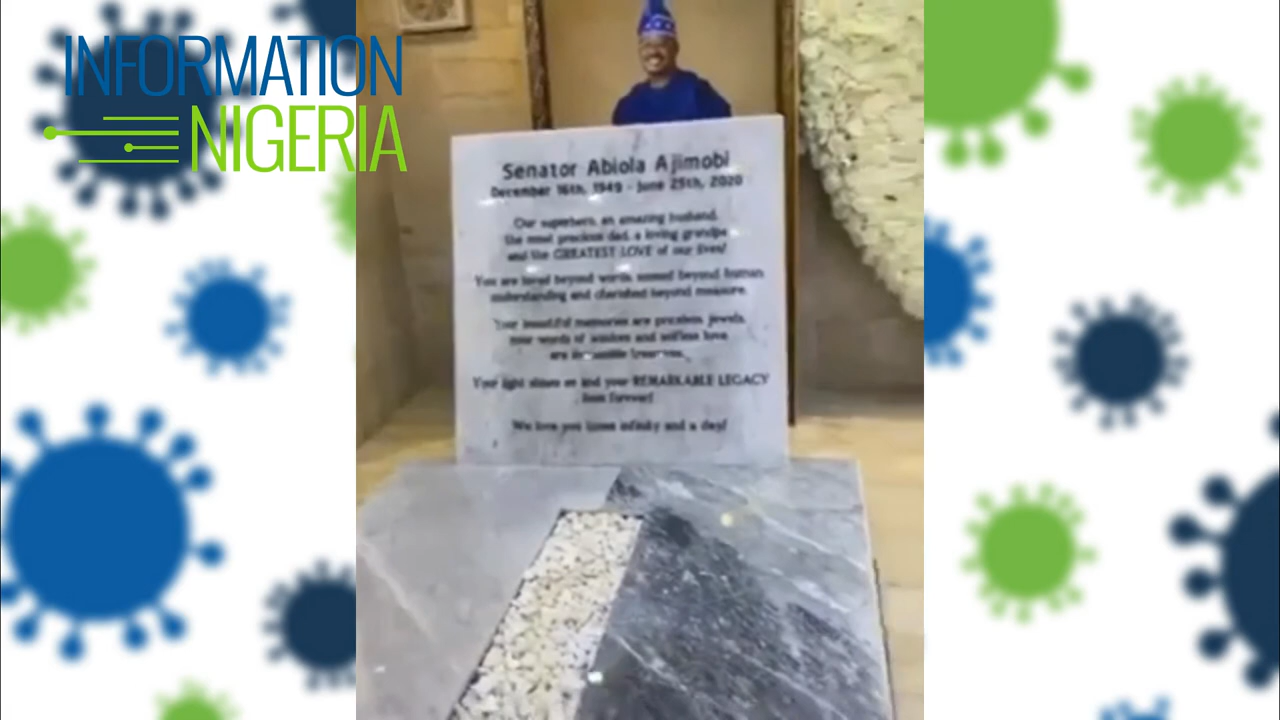 INFORMATION
NIGERIA
Senator Abiola Ajimobi
December 16th, 1949 - June 25th, 2020
Our superhero, an amazing husband,
the most precious dad, a loving grandpa
and the GREATEST LOVE of our lives!
You are loved beyond words, missed beyond human
understanding and cherished beyond measure.
Your beautiful memories are priceless jewels,
your words of wisdom and selfless love
are
Your light shines on and your REMARKABLE LEGACY
lives forever!
We love you times infinity and a day!